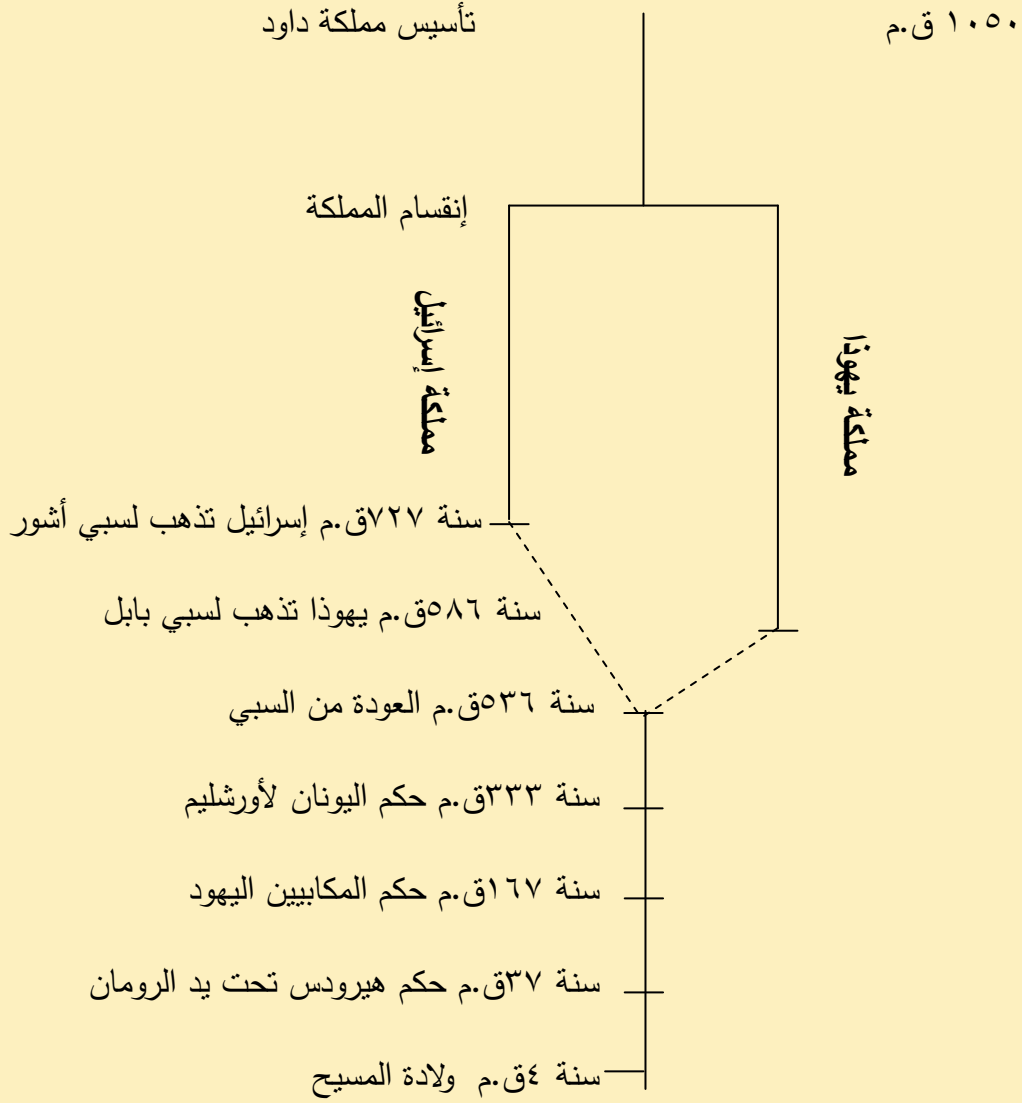 ١٠٥٠ ق.م تأسيس مملكة داود
إنقسام المملكة
مملكة يهوذا
مملكة إسرائيل
سنة ٧٢٧ق.م إسرائيل تذهب لسبي أشور
سنة ٥٨٦ق.م يهوذا تذهب لسبي بابل
سنة ٥٣٦ق.م العودة من السبي
سنة ٣٣٣ق.م حكم اليونان لأورشليم
سنة ١٦٧ق.م حكم المكابيين اليهود
سنة ٣٧ق.م حكم هيرودس تحت يد الرومان
سنة ٤ق.م ولادة المسيح